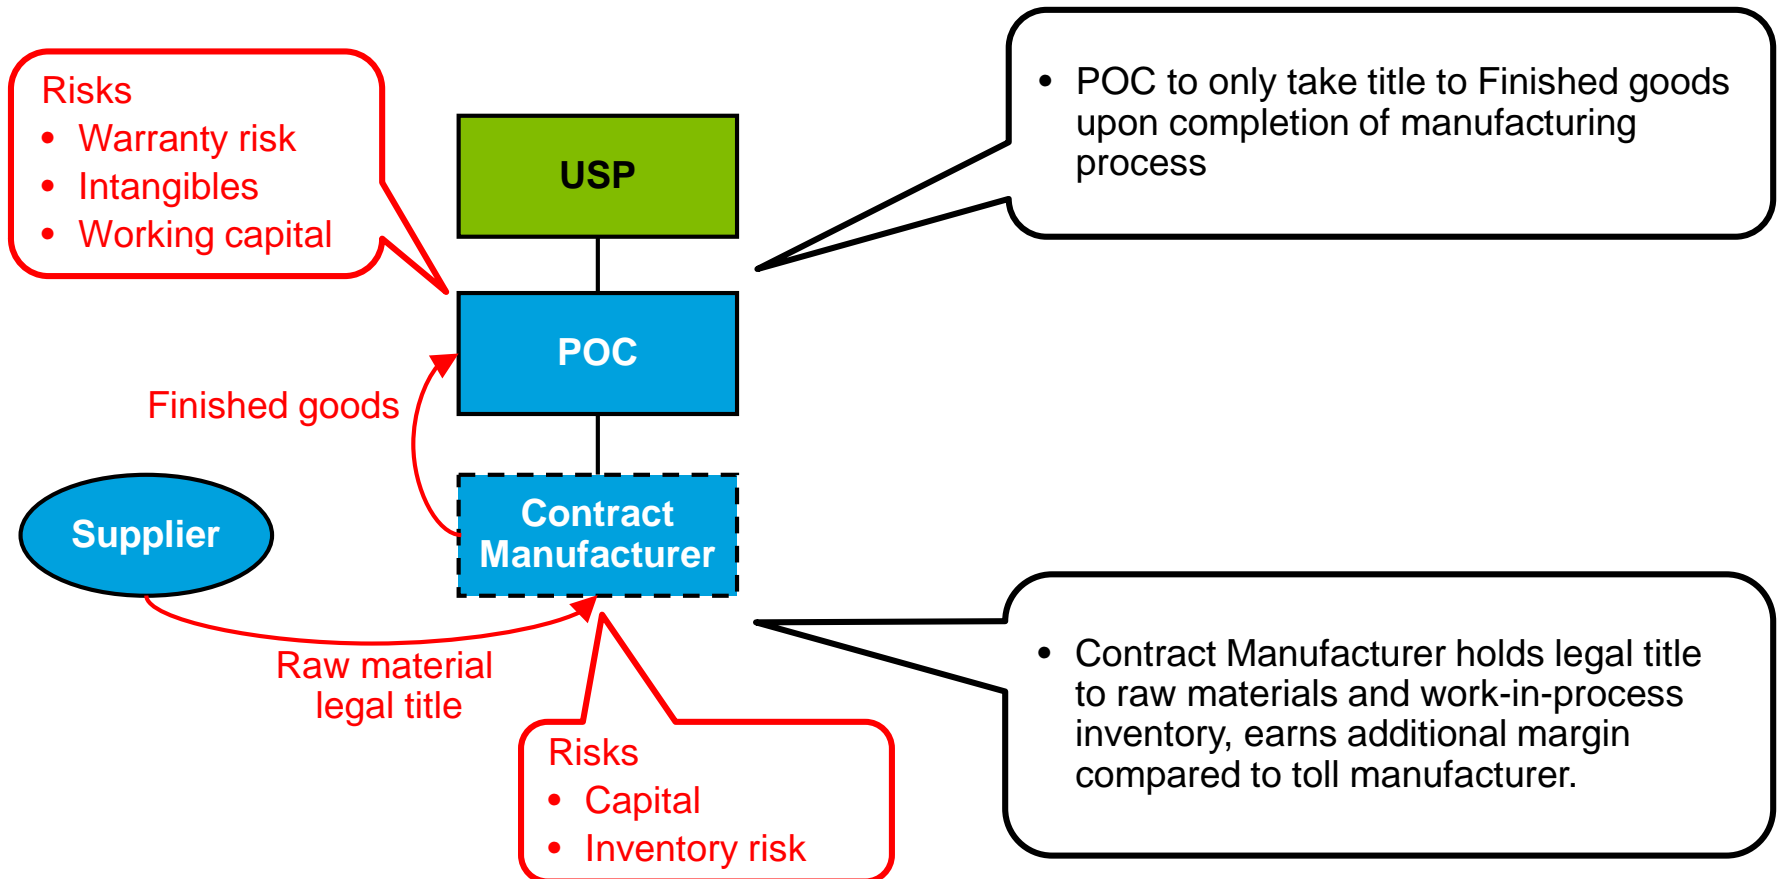 Risks
• Warranty risk
• Intangibles
• Working capital
USP
• POC to only take title to Finished goods
upon completion of manufacturing
process
POC
Finished goods
Supplier
Contract
Manufacturer
Raw material
legal title
Risks
• Capital
• Inventory risk
• Contract Manufacturer holds legal title
to raw materials and work-in-process
inventory, earns additional margin
compared to toll manufacturer.